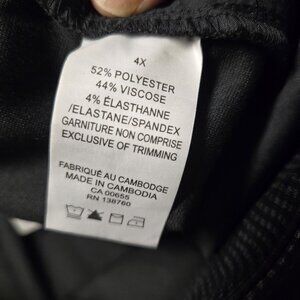 4X
52% POLYESTER
44% VISCOSE
4% ÉLASTHANNE
/ELASTANE/SPANDEX
GARNITURE NON COMPRISE
EXCLUSIVE OF TRIMMING
FABRIQUÉ AU CAMBODGE
MADE IN CAMBODIA
CA 00655
RN 138760